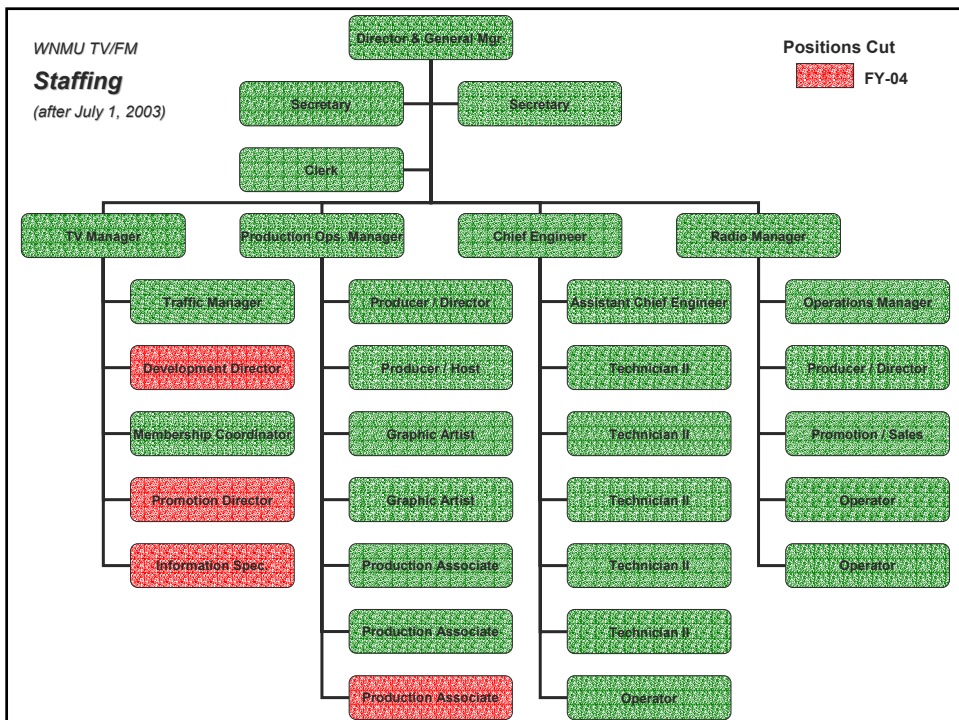 WNMU TV/FM
Staffing
(after July 1, 2003)
Positions Cut
FY-04
Director & General Mgr.
Secretary
Secretary
Clerk
TV Manager
Traffic Manager
Development Director
Membership Coordinator
Promotion Director
Information Spec.
Production Ops. Manager
Producer / Director
Producer / Host
Graphic Artist
Graphic Artist
Production Associate
Production Associate
Production Associate
Chief Engineer
Assistant Chief Engineer
Technician II
Technician II
Technician II
Technician II
Technician II
Operator
Radio Manager
Operations Manager
Producer / Director
Promotion / Sales
Operator
Operator